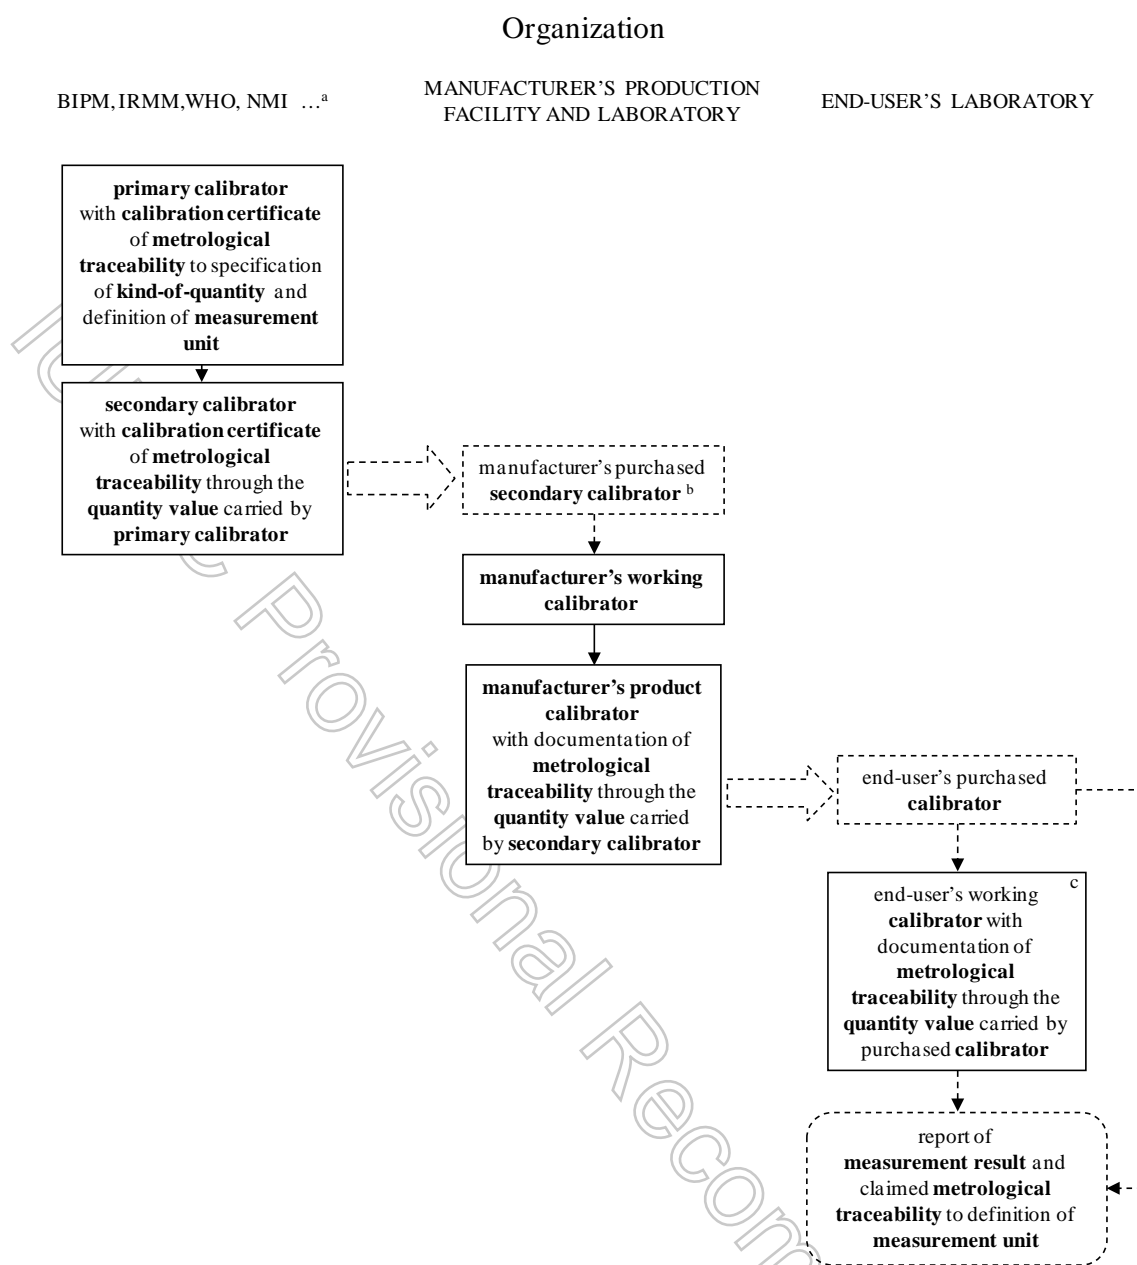 Organization
BIPM, IRMM,WHO, NMI …a
MANUFACTURER’S PRODUCTION
FACILITY AND LABORATORY
END-USER’S LABORATORY
primary calibrator
with calibration certificate
of metrological
traceability to specification
of kind-of-quantity and
definition of measurement
unit
secondary calibrator
with calibration certificate
of metrological
traceability through the
quantity value carried by
primary calibrator
manufacturer’s purchased
secondary calibrator b
manufacturer’s working
calibrator
manufacturer’s product
calibrator
with documentation of
metrological
traceability through the
quantity value carried
by secondary calibrator
end-user’s purchased
calibrator
c
end-user’s working
calibrator with
documentation of
metrological
traceability through the
quantity value carried by
purchased calibrator
report of
measurement result and
claimed metrological
traceability to definition of
measurement unit
Provisional Recom